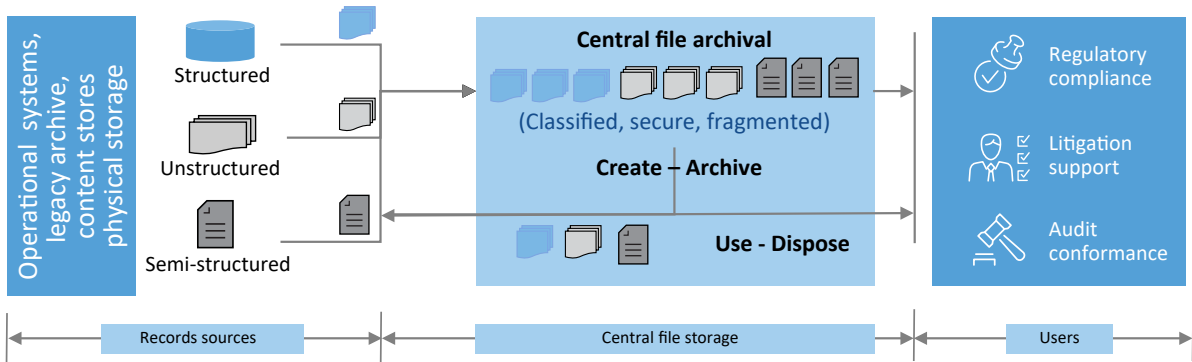 Operational systems,
legacy archive,
content stores
physical storage
Structured
Unstructured
Semi-structured
Central file archival
(Classified, secure, fragmented)
Create – Archive
Use - Dispose
Regulatory
compliance
Litigation
support
Audit
conformance
Records sources
Central file storage
Users